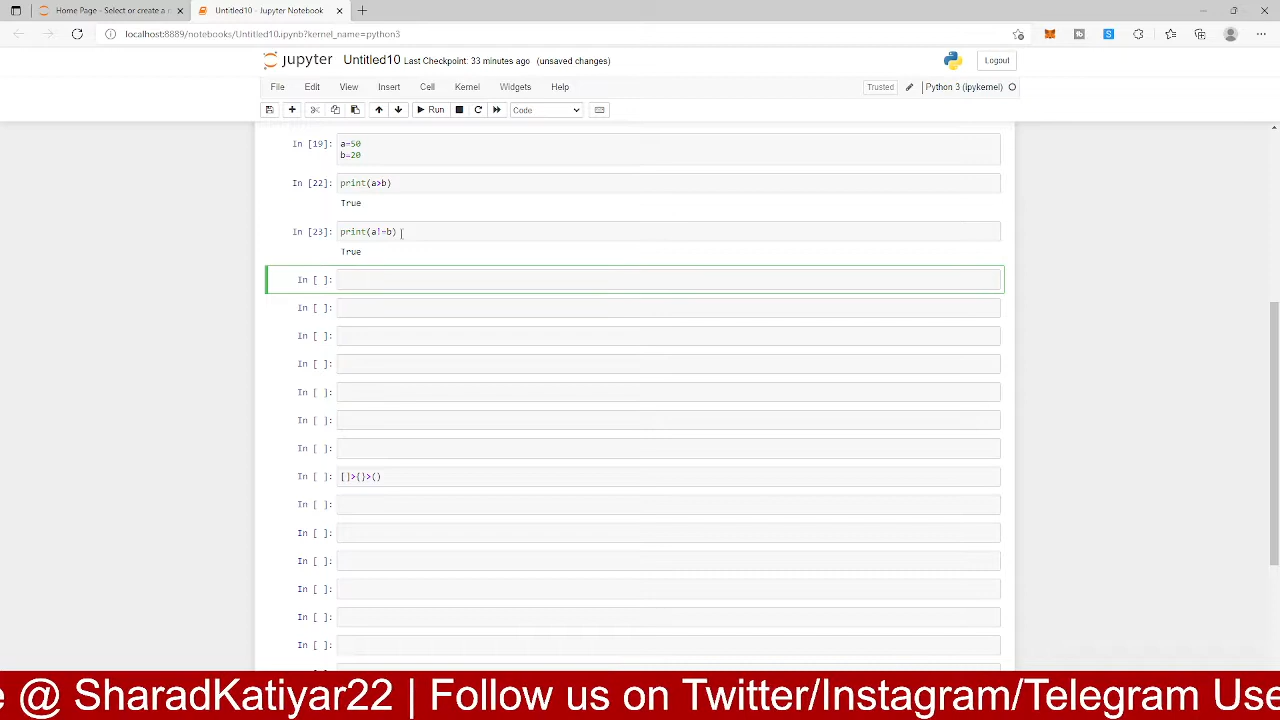 Home Page - Select or create a n
Untitled10 - Jupyter Notebook
localhost:8889/notebooks/Untitled10.ipynb?kernel_name=python3
jupyter Untitled10 Last Checkpoint: 33 minutes ago (unsaved changes)
Logout
File Edit View Insert Cell Kernel Widgets Help
Trusted
Python 3 (ipykernel)
Run
Code
In [19]: a=50
b=20
In [22]: print(a>b)
True
In [23]: print(a!=b)
True
In [ ]:
In [ ]:
In [ ]:
In [ ]:
In [ ]:
In [ ]:
In [ ]:
In [ ]: []>{}>()
In [ ]:
In [ ]:
In [ ]:
In [ ]:
In [ ]:
In [ ]:
e @ SharadKatiyar22 | Follow us on Twitter/Instagram/Telegram Use